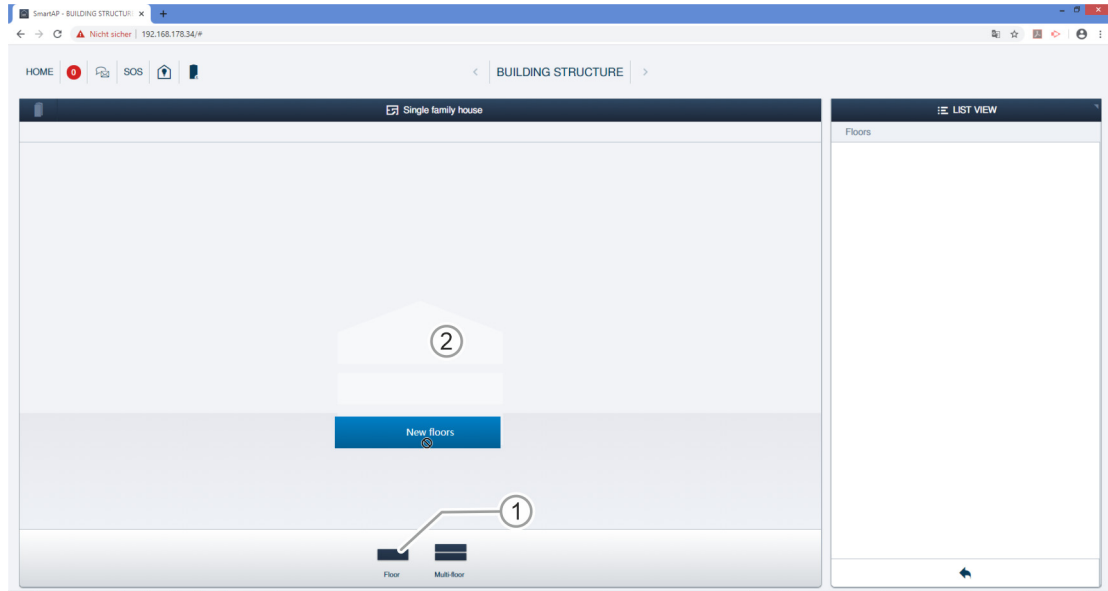 SmartAP - BUILDING STRUCTUR
Nicht sicher | 192.168.178.34/#
HOME 0 SOS BUILDING STRUCTURE
Single family house
LIST VIEW
Floors
2
New floors
1
Floor Multi-floor